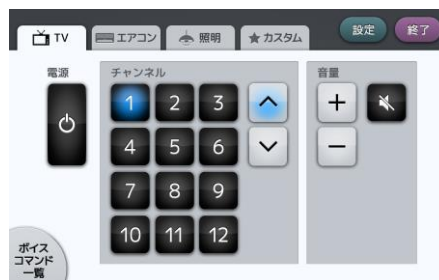 TV
エアコン
照明
★カスタム
設定
終了
電源
チャンネル
音量
1 2 3
4 5 6
7 8 9
10 11 12
ボイス
コマンド
一覧